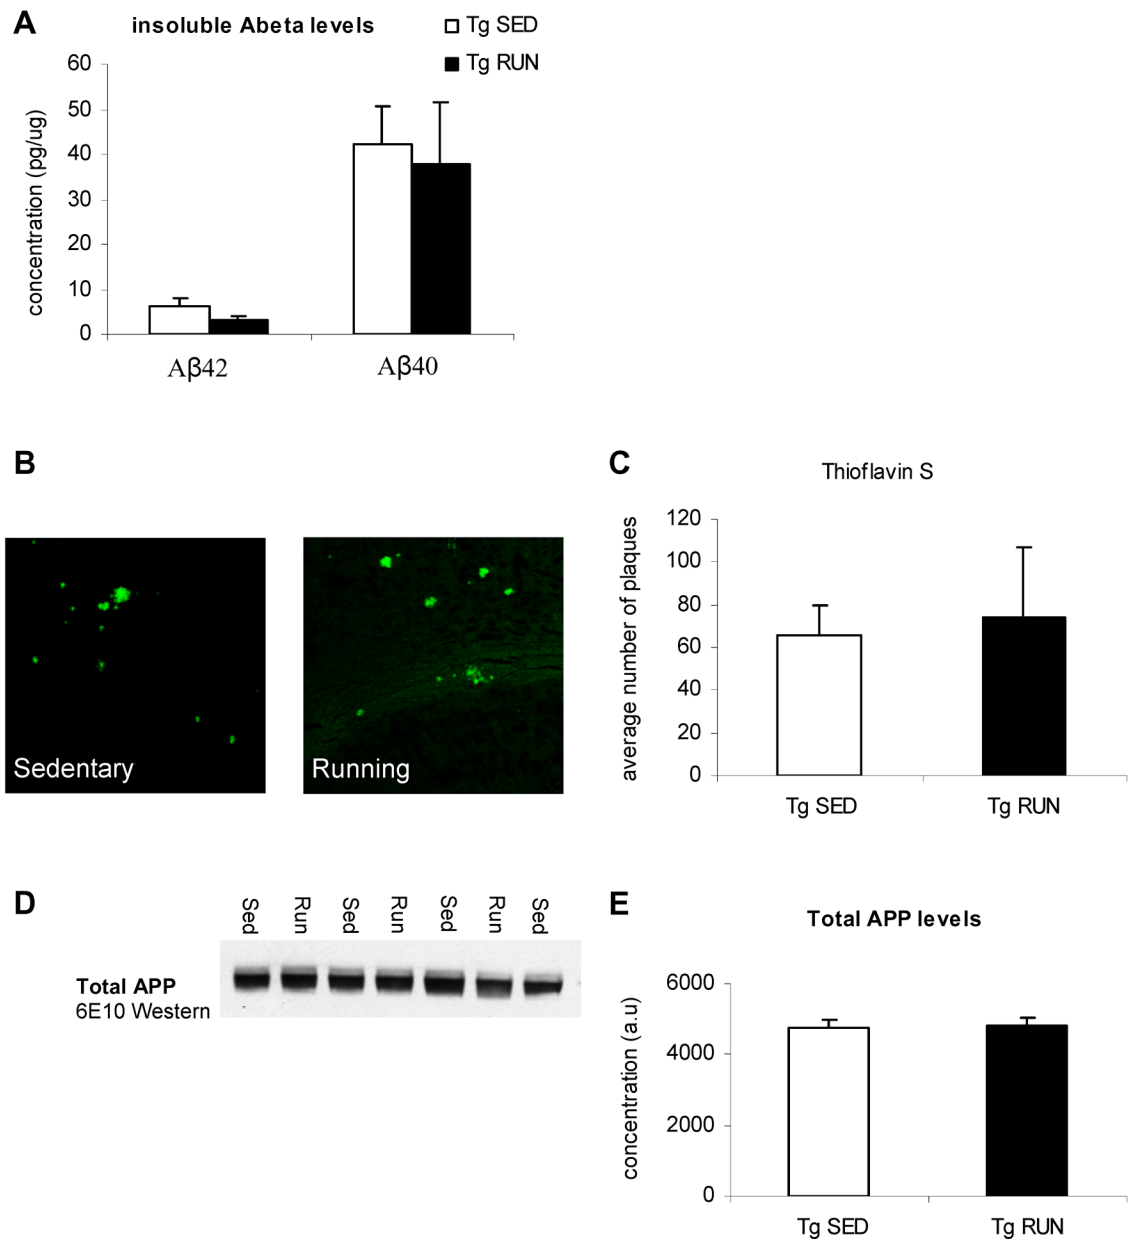 A
insoluble Abeta levels
Tg SED
Tg RUN
concentration (pg/ug)
60
50
40
30
20
10
0
Aβ42
Aβ40
B
Sedentary
Running
C
Thioflavin S
average number of plaques
120
100
80
60
40
20
0
Tg SED
Tg RUN
D
Sed
Run
Sed
Run
Sed
Run
Sed
Total APP
6E10 Western
E
Total APP levels
concentration (a.u)
6000
4000
2000
0
Tg SED
Tg RUN